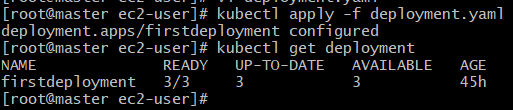 [root@master ec2-user]# kubectl apply -f deployment.yaml
deployment.apps/firstdeployment configured
[root@master ec2-user]# kubectl get deployment
NAME READY UP-TO-DATE AVAILABLE AGE
firstdeployment 3/3 3 3 45h
[root@master ec2-user]#